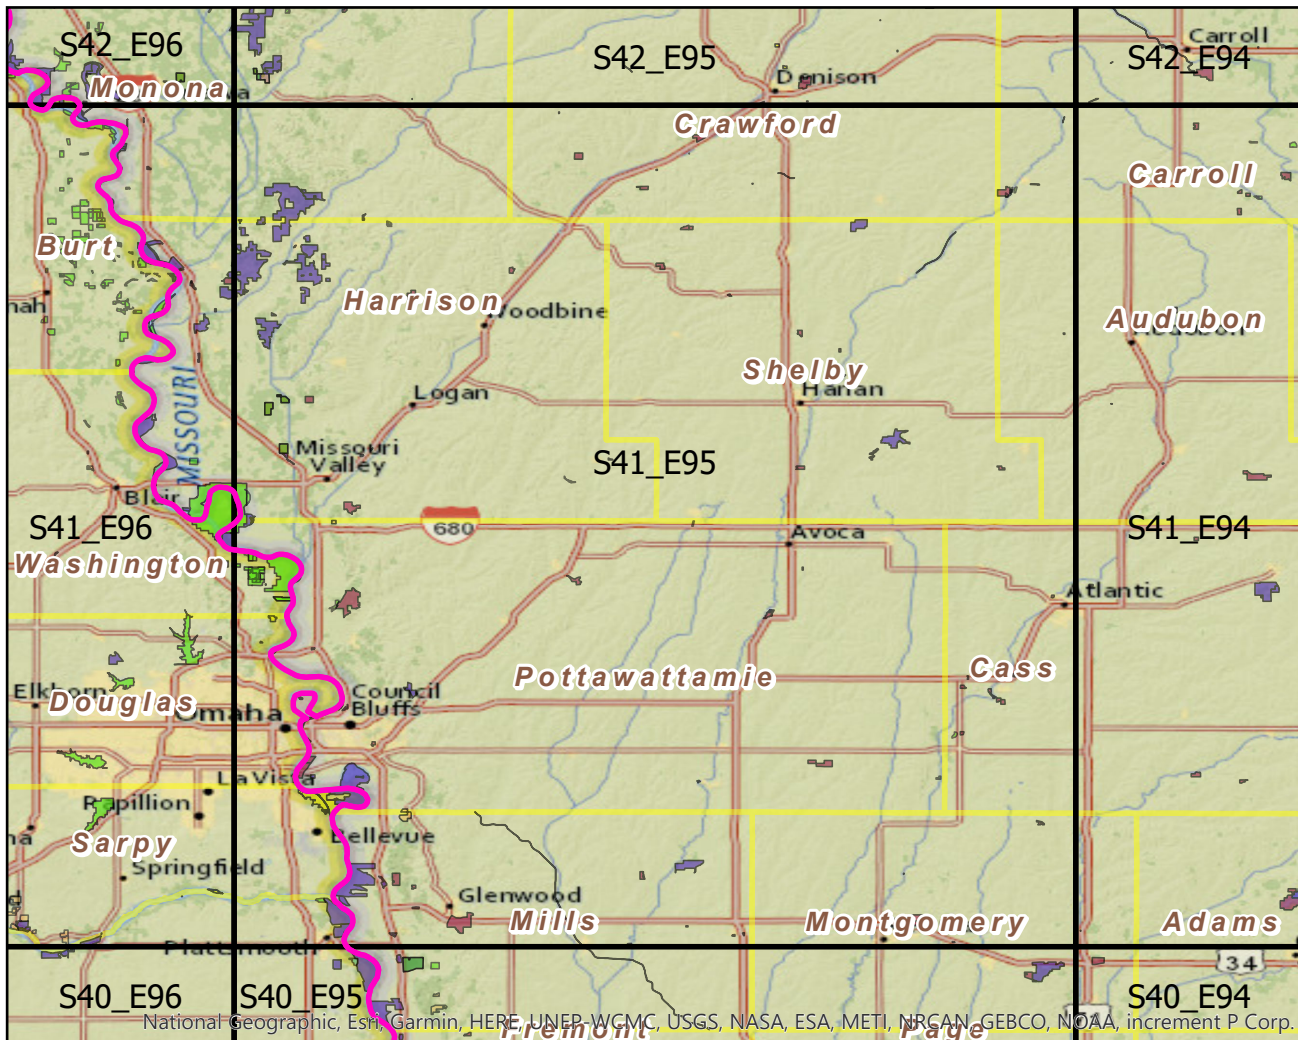 S42_E96
S42_E95
S42_E94
Carroll
Denison
Monona
Crawford
Carroll
Burt
Harrison
Woodbine
Audubon
Shelby
Harlan
Logan
MISSOURI
Missouri
Valley
S41_E95
Blair
S41_E96
680
Avoca
S41_E94
Washington
Atlantic
Pottawattamie
Cass
Elkhorn
Douglas
Omaha
Council
Bluffs
La Vista
Papillion
Bellevue
Sarpy
Springfield
Glenwood
Mills
Montgomery
Adams
Plattsmouth
34
S40_E96
S40_E95
S40_E94
National Geographic, Esri, Garmin, HERE, UNEP-WCMC, USGS, NASA, ESA, METI, NRCAN, GEBCO, NOAA, increment P Corp.
Fremont
Page